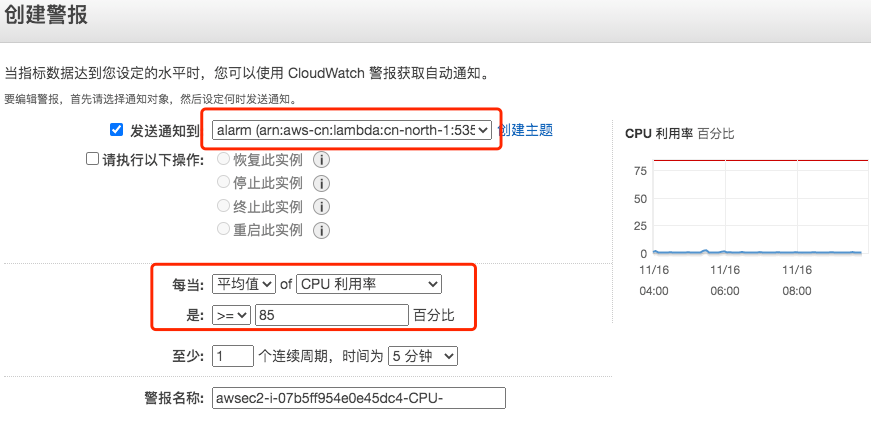 创建警报
当指标数据达到您设定的水平时，您可以使用 CloudWatch 警报获取自动通知。
要编辑警报，首先请选择通知对象，然后设定何时发送通知。
发送通知到 alarm (arn:aws-cn:lambda:cn-north-1:535 创建主题
请执行以下操作: 恢复此实例 i
停止此实例 i
终止此实例 i
重启此实例 i
每当: 平均值 of CPU 利用率
是: >= 85 百分比
至少: 1 个连续周期，时间为 5 分钟
警报名称: awsec2-i-07b5ff954e0e45dc4-CPU-
CPU 利用率 百分比
75
50
25
0
11/16 11/16 11/16
04:00 06:00 08:00